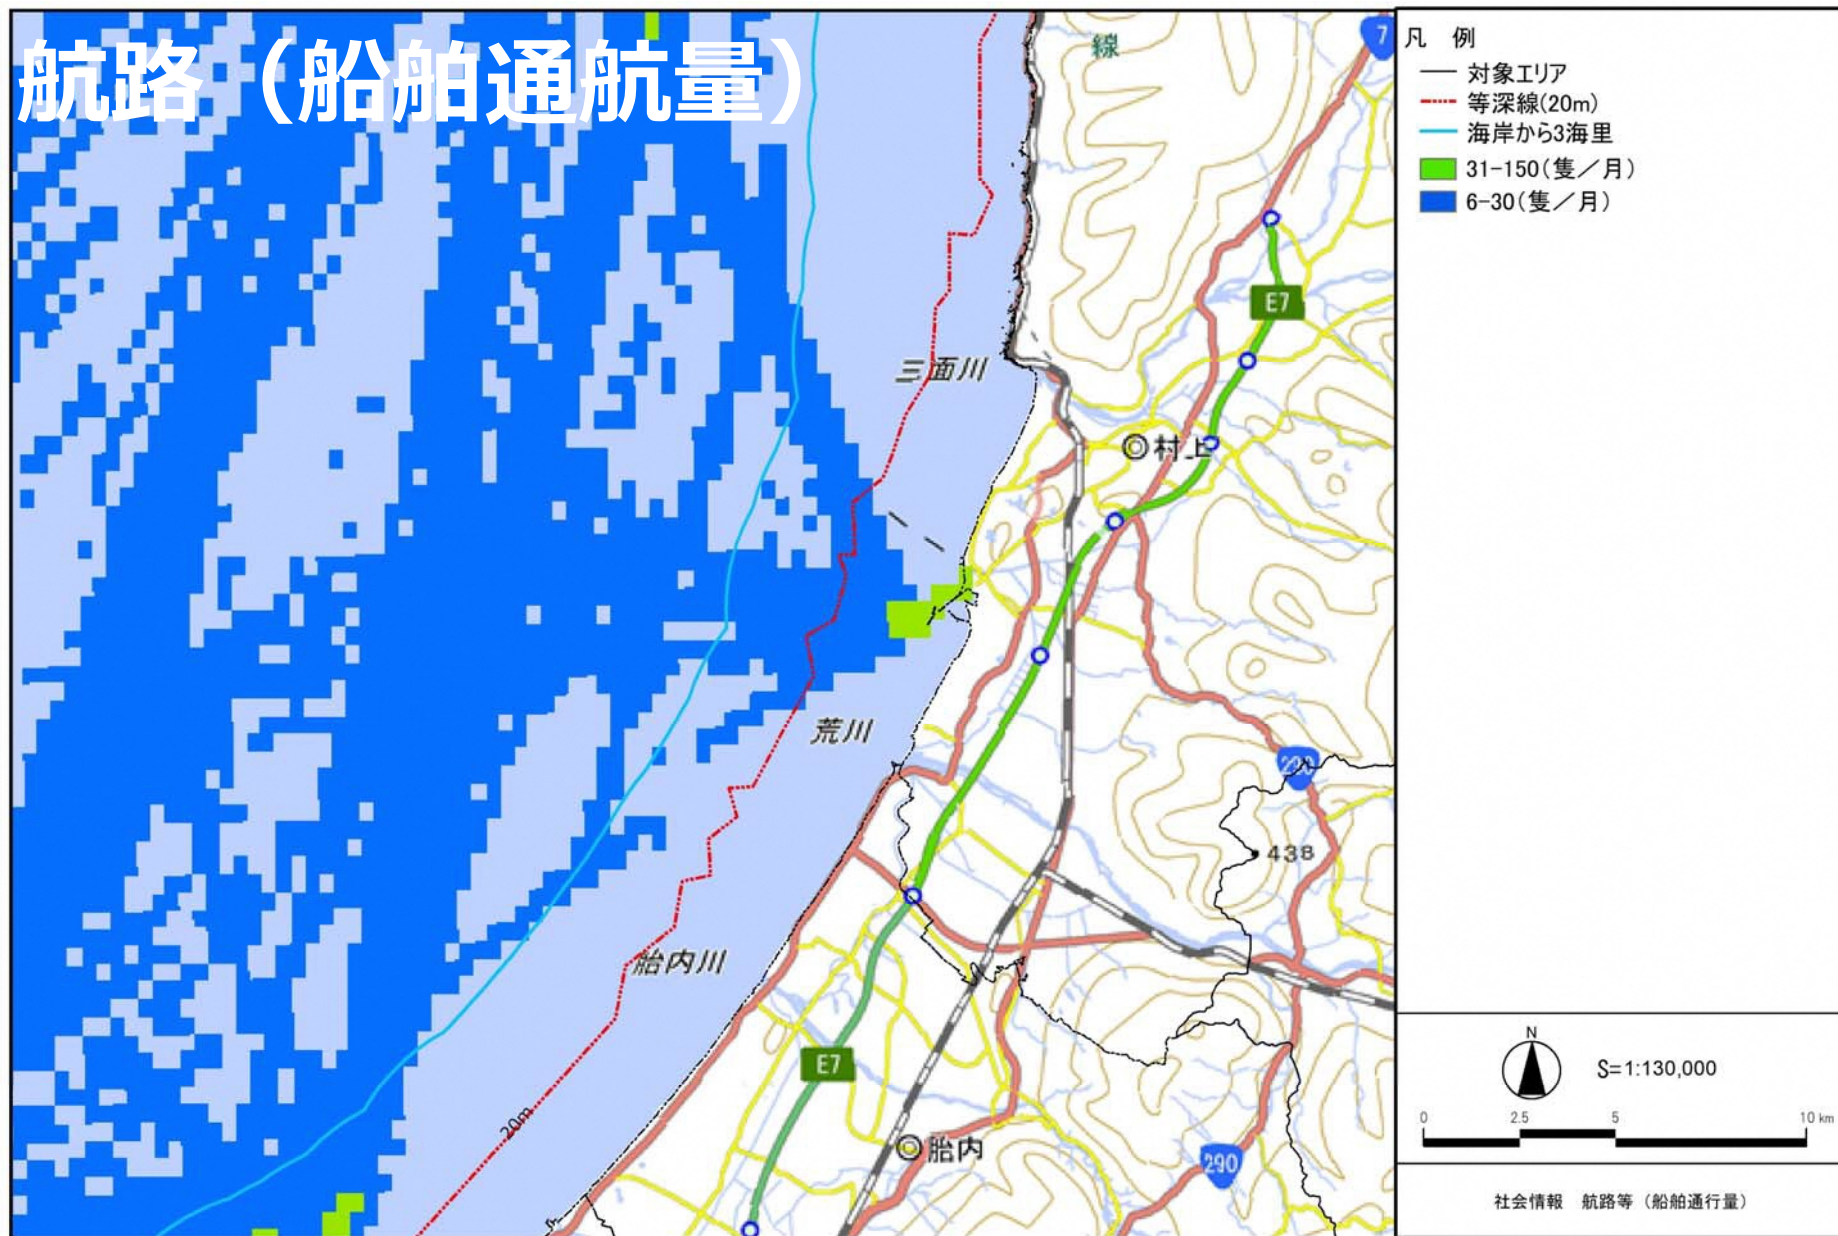 航路（船舶通航量）
線
7
E7
三面川
村上
荒川
290
438
胎内川
E7
20m
胎内
290
凡 例
対象エリア
等深線(20m)
海岸から3海里
31-150(隻／月)
6-30(隻／月)
N
S=1:130,000
0 2.5 5 10 km
社会情報 航路等（船舶通行量）